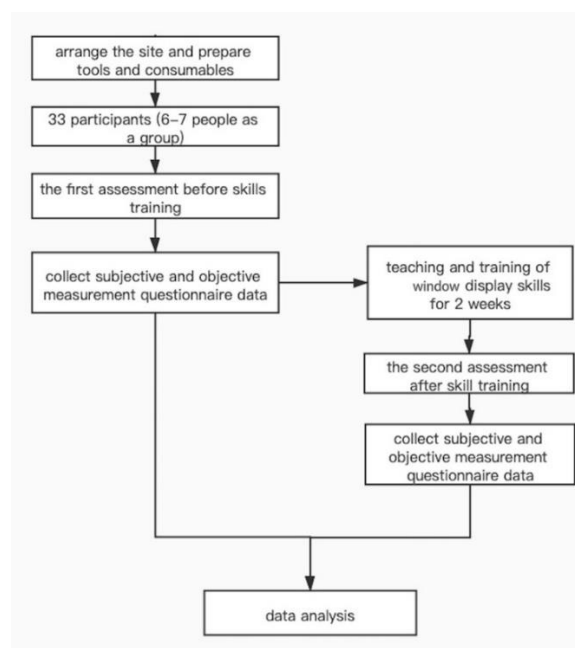 arrange the site and prepare
tools and consumables
33 participants (6–7 people as
a group)
the first assessment before skills
training
collect subjective and objective
measurement questionnaire data
teaching and training of
window display skills
for 2 weeks
the second assessment
after skill training
collect subjective and
objective measurement
questionnaire data
data analysis